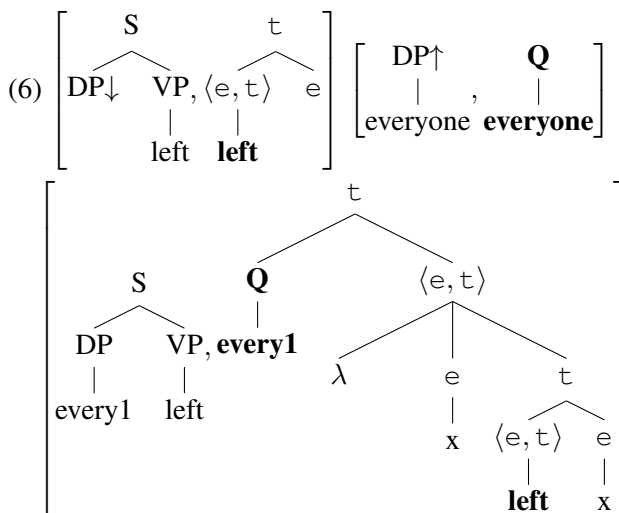 S t DP↑ Q
(6) DP↓ VP, ⟨e,t⟩ e ,
everyone everyone
left left
t
S Q ⟨e,t⟩
DP VP, every1 λ e t
every1 left
x ⟨e,t⟩ e
left x